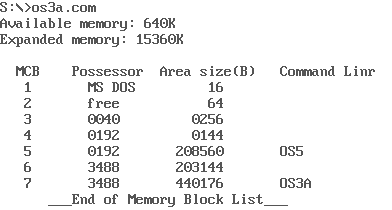 S:\>os3a.com
Available memory: 640K
Expanded memory: 15360K
MCB Possessor Area size(B) Command Linr
1 MS DOS 16
2 free 64
3 0040 0256
4 0192 0144
5 0192 208560 OS5
6 3488 203144
7 3488 440176 OS3A
___End of Memory Block List___